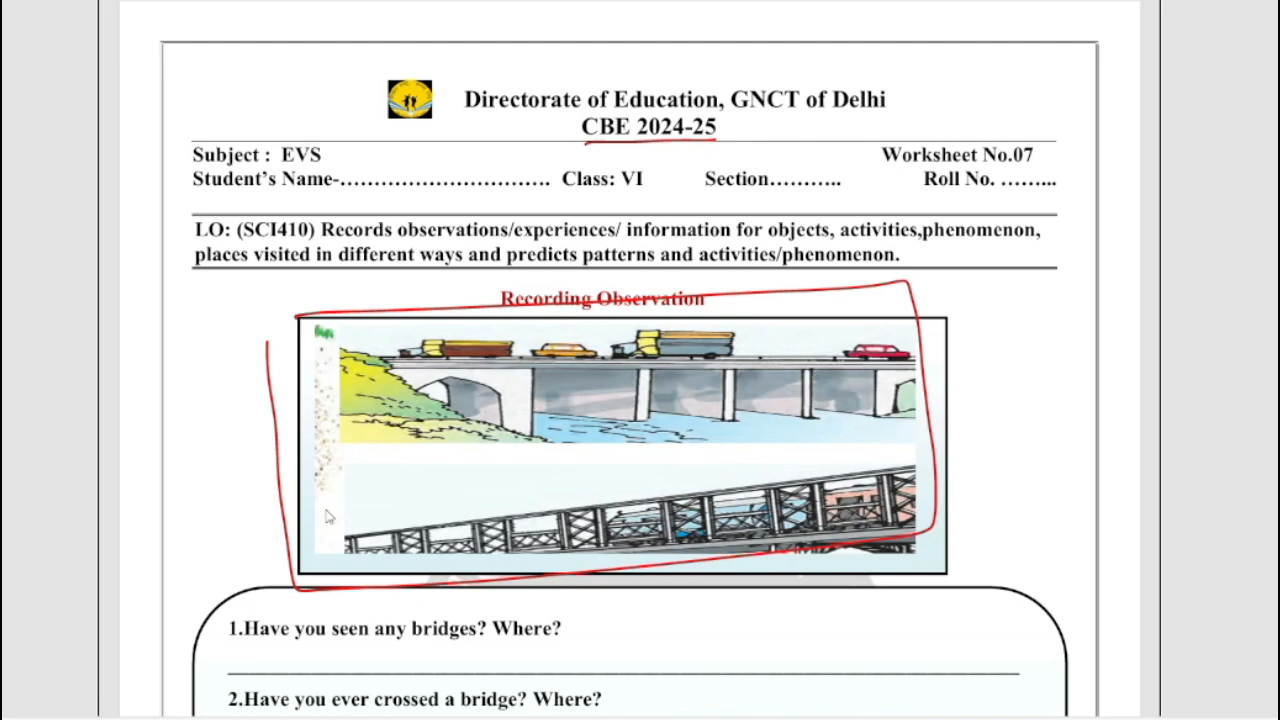 Directorate of Education, GNCT of Delhi
CBE 2024-25
Subject : EVS Worksheet No.07
Student's Name-................................. Class: VI Section........... Roll No. .........
LO: (SCI410) Records observations/experiences/ information for objects, activities,phenomenon,
places visited in different ways and predicts patterns and activities/phenomenon.
Recording Observation
1.Have you seen any bridges? Where?
2.Have you ever crossed a bridge? Where?